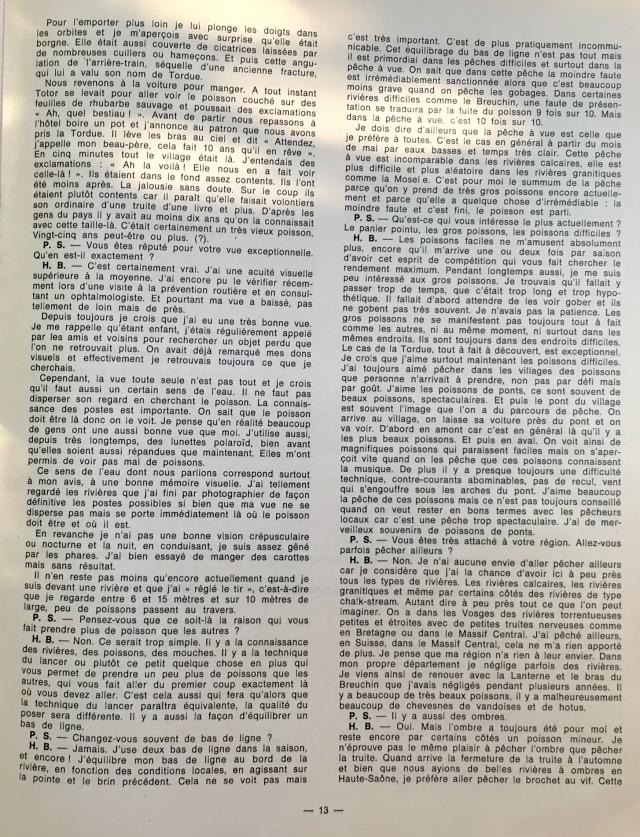 Pour l'emporter plus loin je lui plonge les doigts dans
les orbites et je m'aperçois avec surprise qu'elle était
borgne. Elle était aussi couverte de cicatrices laissées par
de nombreuses cuillers ou hameçons. Et puis cette angu-
lation de l'arrière-train, séquelle d'une ancienne fracture,
qui lui a valu son nom de Tordue.
Nous revenons à la voiture pour manger. A tout instant
Totor se levait pour aller voir le poisson couché sur des
feuilles de rhubarbe sauvage et poussait des exclamations
« Ah, quel bestiau ! ». Avant de partir nous repassons à
l'hôtel boire un pot et j'annonce au patron que nous avons
pris la Tordue. Il lève les bras au ciel et dit « Attendez,
j'appelle mon beau-père, cela fait 10 ans qu'il en rêve ».
En cinq minutes tout le village était là. J'entendais des
exclamations : « Ah la voilà ! Elle nous en a fait voir
celle-là ! ». Ils étaient dans le fond assez contents. Ils l'ont
été moins après. La jalousie sans doute. Sur le coup ils
étaient plutôt contents car il paraît qu'elle faisait volontiers
son ordinaire d'une truite d'une livre et plus. D'après les
gens du pays il y avait au moins dix ans qu'on la connaissait
avec cette taille-là. C'était certainement un très vieux poisson.
Vingt-cinq ans peut-être ou plus. (?).
P. S. — Vous êtes réputé pour votre vue exceptionnelle.
Qu'en est-il exactement ?
H. B. — C'est certainement vrai. J'ai une acuité visuelle
supérieure à la moyenne. J'ai encore pu le vérifier récem-
ment lors d'une visite à la prévention routière et en consul-
tant un ophtalmologiste. Et pourtant ma vue a baissé, pas
tellement de loin mais de près.
Depuis toujours je crois que j'ai eu une très bonne vue.
Je me rappelle qu'étant enfant, j'étais régulièrement appelé
par les amis et voisins pour rechercher un objet perdu que
l'on ne retrouvait plus. On avait déjà remarqué mes dons
visuels et effectivement je retrouvais toujours ce que je
cherchais.
Cependant, la vue toute seule n'est pas tout et je crois
qu'il faut aussi un certain sens de l'eau. Il ne faut pas
disperser son regard en cherchant le poisson. La connais-
sance des postes est importante. On sait que le poisson
doit être là donc on le voit. Je pense qu'en réalité beaucoup
de gens ont une aussi bonne vue que moi. J'utilise aussi,
depuis très longtemps, des lunettes polaroïd, bien avant
qu'elles soient aussi répandues que maintenant. Elles m'ont
permis de voir pas mal de poissons.
Ce sens de l'eau dont nous parlions correspond surtout
à mon avis, à une bonne mémoire visuelle. J'ai tellement
regardé les rivières que j'ai fini par photographier de façon
définitive les postes possibles si bien que ma vue ne se
disperse pas mais se porte immédiatement là où le poisson
doit être et où il est.
En revanche je n'ai pas une bonne vision crépusculaire
ou nocturne et la nuit, en conduisant, je suis assez gêné
par les phares. J'ai bien essayé de manger des carottes
mais sans résultat.
Il n'en reste pas moins qu'encore actuellement quand je
suis devant une rivière et que j'ai « réglé le tir », c'est-à-dire
que je regarde entre 6 et 15 mètres et sur 10 mètres de
large, peu de poissons passent au travers.
P. S. — Pensez-vous que ce soit-là la raison qui vous
fait prendre plus de poisson que les autres ?
H. B. — Non. Ce serait trop simple. Il y a la connaissance
des rivières, des poissons, des mouches. Il y a la technique
du lancer ou plutôt ce petit quelque chose en plus qui
vous permet de prendre un peu plus de poissons que les
autres, qui vous fait aller du premier coup exactement là
où vous devez aller. C'est cela aussi qui fera qu'alors que
la technique du lancer paraîtra équivalente, la qualité du
poser sera différente. Il y a aussi la façon d'équilibrer un
bas de ligne.
P. S. — Changez-vous souvent de bas de ligne ?
H. B. — Jamais. J'use deux bas de ligne dans la saison,
et encore ! J'équilibre mon bas de ligne au bord de la
rivière, en fonction des conditions locales, en agissant sur
la pointe et le brin précédent. Cela ne se voit pas mais
c'est très important. C'est de plus pratiquement incommu-
nicable. Cet équilibrage du bas de ligne n'est pas tout mais
il est primordial dans les pêches difficiles et surtout dans la
pêche à vue. On sait que dans cette pêche la moindre faute
est irrémédiablement sanctionnée alors que c'est beaucoup
moins grave quand on pêche les gobages. Dans certaines
rivières difficiles comme le Breuchin, une faute de présen-
tation se traduira par la fuite du poisson 9 fois sur 10. Mais
dans la pêche à vue, c'est 10 fois sur 10.
Je dois dire d'ailleurs que la pêche à vue est celle que
je préfère à toutes. C'est le cas en général à partir du mois
de mai par eaux basses et temps très clair. Cette pêche
à vue est incomparable dans les rivières calcaires, elle est
plus difficile et plus aléatoire dans les rivières granitiques
comme la Moselle. C'est pour moi le summum de la pêche
parce qu'on y prend de très gros poissons encore actuelle-
ment et parce qu'elle a quelque chose d'irrémédiable : la
moindre faute et c'est fini, le poisson est parti.
P. S. — Qu'est-ce qui vous intéresse le plus actuellement ?
Le panier pointu, les gros poissons, les poissons difficiles ?
H. B. — Les poissons faciles ne m'amusent absolument
plus, encore qu'il m'arrive une ou deux fois par saison
d'avoir cet esprit de compétition qui vous fait chercher le
rendement maximum. Pendant longtemps aussi, je me suis
peu intéressé aux gros poissons. Je trouvais qu'il fallait y
passer trop de temps, que c'était trop long et trop hypo-
thétique. Il fallait d'abord attendre de les voir gober et ils
ne gobent pas très souvent. Je n'avais pas la patience. Les
gros poissons ne se manifestent pas toujours tout à fait
comme les autres, ni au même moment, ni surtout dans les
mêmes endroits. Ils sont toujours dans des endroits difficiles.
Le cas de la Tordue, tout à fait à découvert, est exceptionnel.
Je crois que j'aime surtout maintenant les poissons difficiles.
J'ai toujours aimé pêcher dans les villages des poissons
que personne n'arrivait à prendre, non pas par défi mais
par goût. J'aime les poissons de ponts, ce sont souvent de
beaux poissons, spectaculaires. Et puis le pont du village
est souvent l'image que l'on a du parcours de pêche. On
arrive au village, on laisse sa voiture près du pont et on
va voir. D'abord en amont car c'est en général là qu'il y a
les plus beaux poissons. Et puis en aval. On voit ainsi de
magnifiques poissons qui paraissent faciles mais on s'aper-
çoit vite quand on les pêche que ces poissons connaissent
la musique. De plus il y a presque toujours une difficulté
technique, contre-courants abominables, pas de recul, vent
qui s'engouffre sous les arches du pont. J'aime beaucoup
la pêche de ces poissons mais ce n'est pas toujours conseillé
quand on veut rester en bons termes avec les pêcheurs
locaux car c'est une pêche trop spectaculaire. J'ai de mer-
veilleux souvenirs de poissons de ponts.
P. S. — Vous êtes très attaché à votre région. Allez-vous
parfois pêcher ailleurs ?
H. B. — Non. Je n'ai aucune envie d'aller pêcher ailleurs
car je considère que j'ai la chance d'avoir ici à peu près
tous les types de rivières. Les rivières calcaires, les rivières
granitiques et même par certains côtés des rivières de type
chalk-stream. Autant dire à peu près tout ce que l'on peut
imaginer. On a dans les Vosges des rivières torrentueuses
petites et étroites avec de petites truites nerveuses comme
en Bretagne ou dans le Massif Central. J'ai pêché ailleurs,
en Suisse, dans le Massif Central, cela ne m'a rien apporté
de plus. Je pense que ma région n'a rien à leur envier. Dans
mon propre département je néglige parfois des rivières.
Je viens ainsi de renouer avec la Lanterne et le bras du
Breuchin que j'avais négligés pendant plusieurs années. Il
y a beaucoup de très beaux poissons, il y a malheureusement
beaucoup de chevesnes de vandoises et de hotus.
P. S. — Il y a aussi des ombres.
H. B. — Oui. Mais l'ombre a toujours été pour moi et
reste encore par certains côtés un poisson mineur. Je
n'éprouve pas le même plaisir à pêcher l'ombre que pêcher
la truite. Quand arrive la fermeture de la truite à l'automne
et bien que nous ayions de belles rivières à ombres en
Haute-Saône, je préfère aller pêcher le brochet au vif. Cette
— 13 —